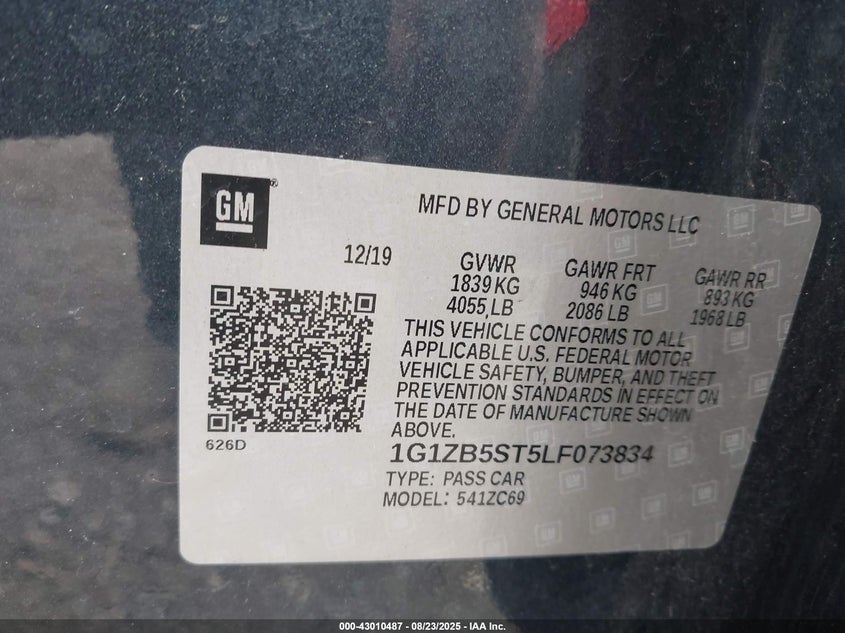 GM
®
MFD BY GENERAL MOTORS LLC
12/19
GVWR
1839 KG
4055,LB
GAWR FRT
946 KG
2086 LB
GAWR RR
893 KG
1968 LB
THIS VEHICLE CONFORMS TO ALL
APPLICABLE U.S. FEDERAL MOTOR
VEHICLE SAFETY, BUMPER, AND THEFT
PREVENTION STANDARDS IN EFFECT ON
THE DATE OF MANUFACTURE SHOWN
ABOVE.
626D
1G1ZB5ST5LF073834
TYPE: PASS CAR
MODEL: 541ZC69
000-43010487 - 08/23/2025 - IAA Inc.